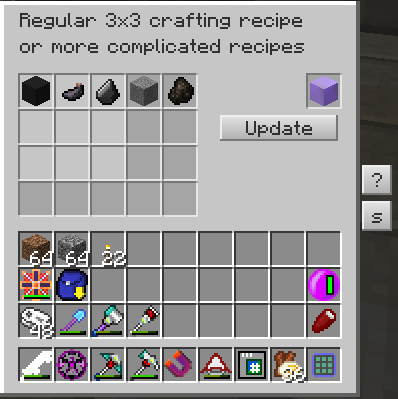 Regular 3x3 crafting recipe
or more complicated recipes
Update
?
s
64 64 22